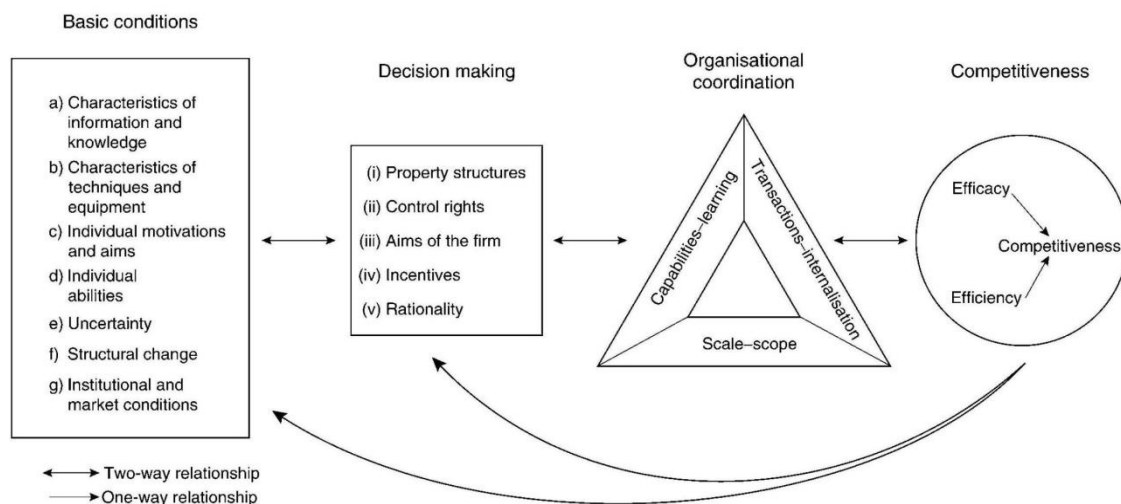 Basic conditions
a) Characteristics of
information and
knowledge
b) Characteristics of
techniques and
equipment
c) Individual motivations
and aims
d) Individual
abilities
e) Uncertainty
f) Structural change
g) Institutional and
market conditions
Decision making
(i) Property structures
(ii) Control rights
(iii) Aims of the firm
(iv) Incentives
(v) Rationality
Organisational
coordination
Capabilities–learning
Transactions–internalisation
Scale–scope
Competitiveness
Efficacy
Competitiveness
Efficiency
Two-way relationship
One-way relationship